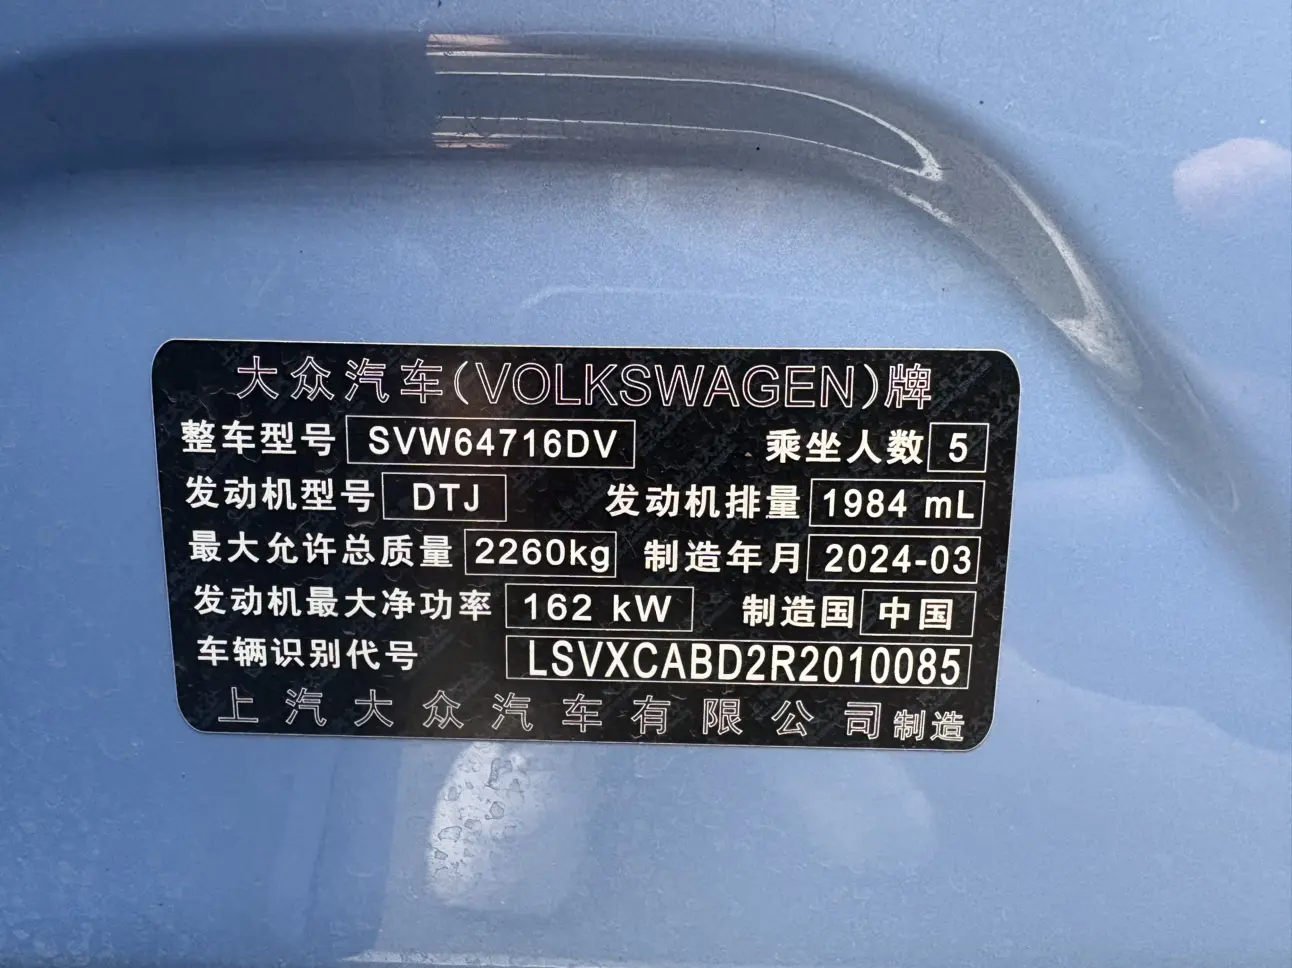 大众汽车(VOLKSWAGEN)牌
整车型号 SVW64716DV 乘坐人数 5
发动机型号 DTJ 发动机排量 1984 mL
最大允许总质量 2260kg 制造年月 2024-03
发动机最大净功率 162 kW 制造国 中国
车辆识别代号 LSVXCABD2R2010085
上汽大众汽车有限公司制造